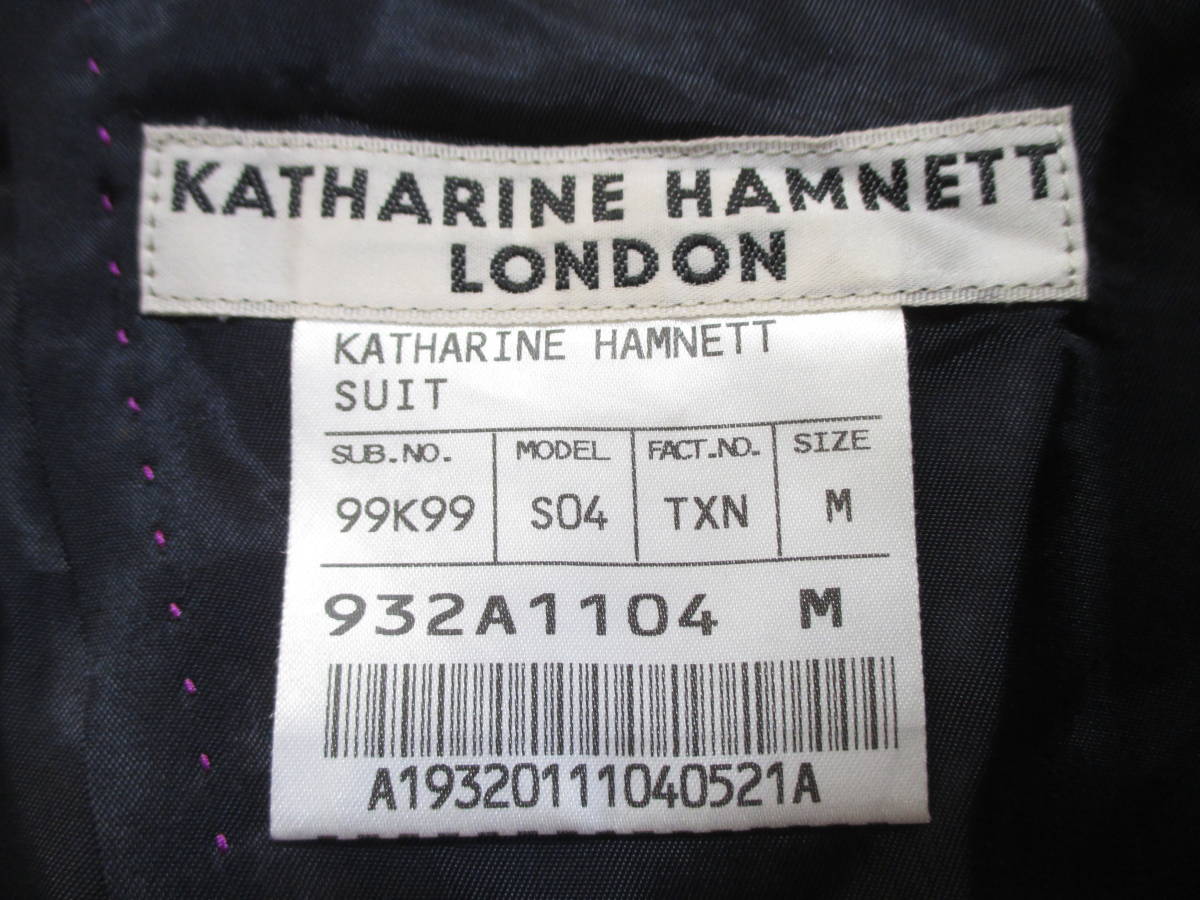 KATHARINE HAMNETT
LONDON
KATHARINE HAMNETT
SUIT
SUB.NO. MODEL FACT.NO. SIZE
99K99 S04 TXN M
932A1104 M
A19320111040521A